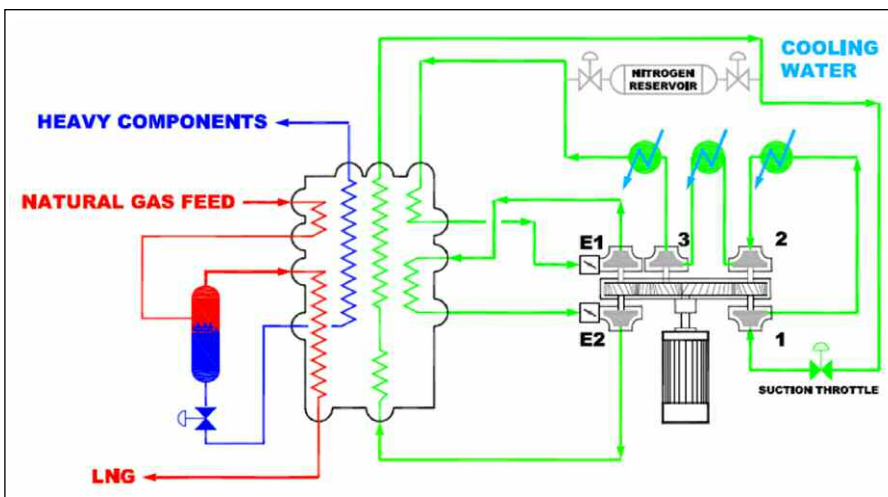 COOLING
WATER
NITROGEN
RESERVOIR
HEAVY COMPONENTS
NATURAL GAS FEED
E1
3
2
E2
1
SUCTION THROTTLE
LNG